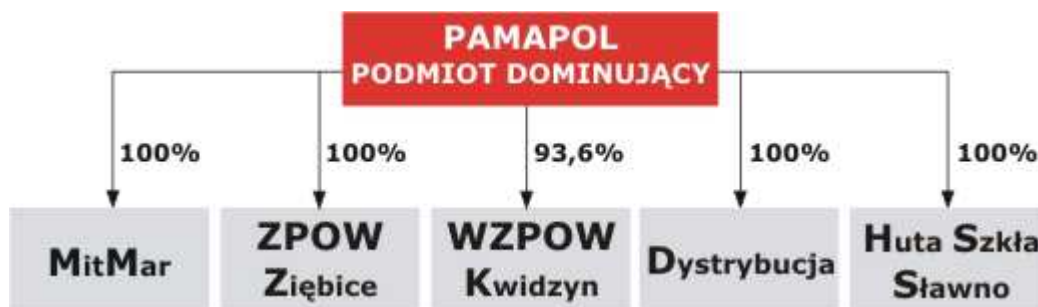 PAMAPOL
PODMIOT DOMINUJĄCY
100%
100%
93,6%
100%
100%
MitMar
ZPOW
Ziębice
WZPOW
Kwidzyn
Dystrybucja
Huta Szkła
Sławno